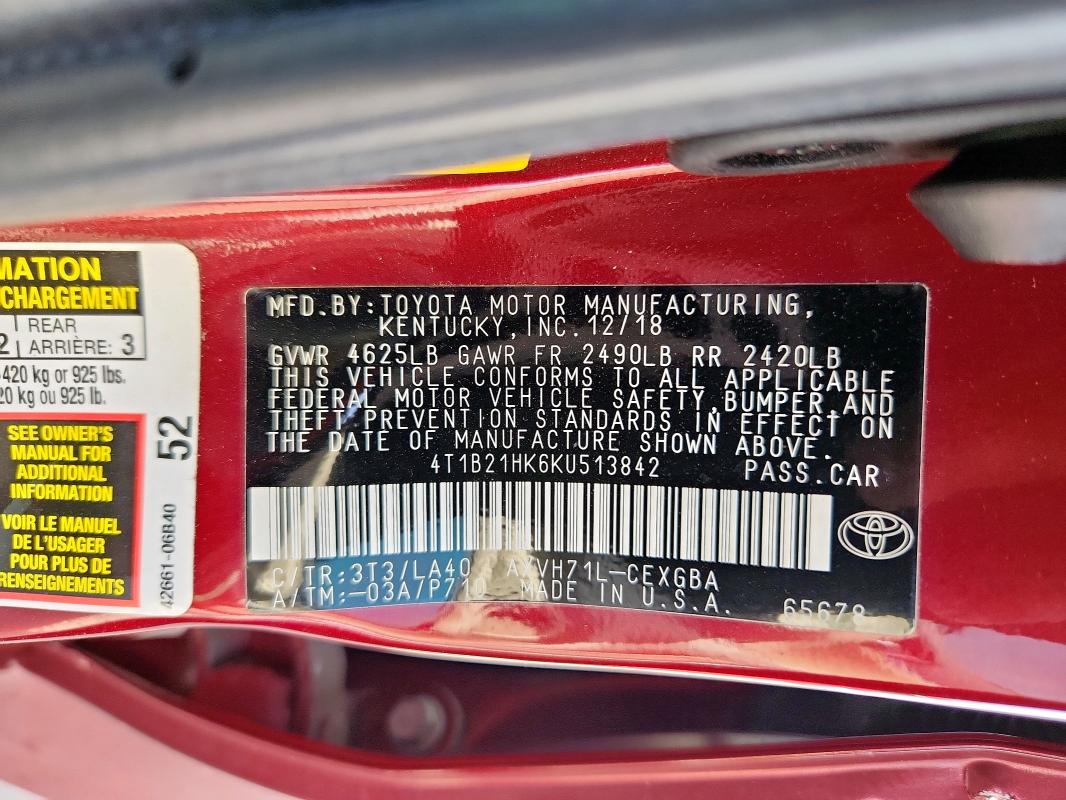 MATION
CHARGEMENT
2 REAR
ARRIÈRE: 3
420 kg or 925 lbs.
20 kg ou 925 lb.
SEE OWNER'S
MANUAL FOR
ADDITIONAL
INFORMATION
VOIR LE MANUEL
DE L'USAGER
POUR PLUS DE
RENSEIGNEMENTS
52
42661-06B40
MFD.BY:TOYOTA MOTOR MANUFACTURING,
KENTUCKY, INC. 12/18
GVWR 4625LB GAWR FR 2490LB RR 2420LB
THIS VEHICLE CONFORMS TO ALL APPLICABLE
FEDERAL MOTOR VEHICLE SAFETY,BUMPER,AND
THEFT PREVENTION STANDARDS IN EFFECT ON
THE DATE OF MANUFACTURE SHOWN ABOVE.
4T1B21HK6KU513842 PASS.CAR
C/TR:3T3/LA40 AXVH71L-CEXGBA
A/TM:-03A/P710 MADE IN U.S.A. 65678